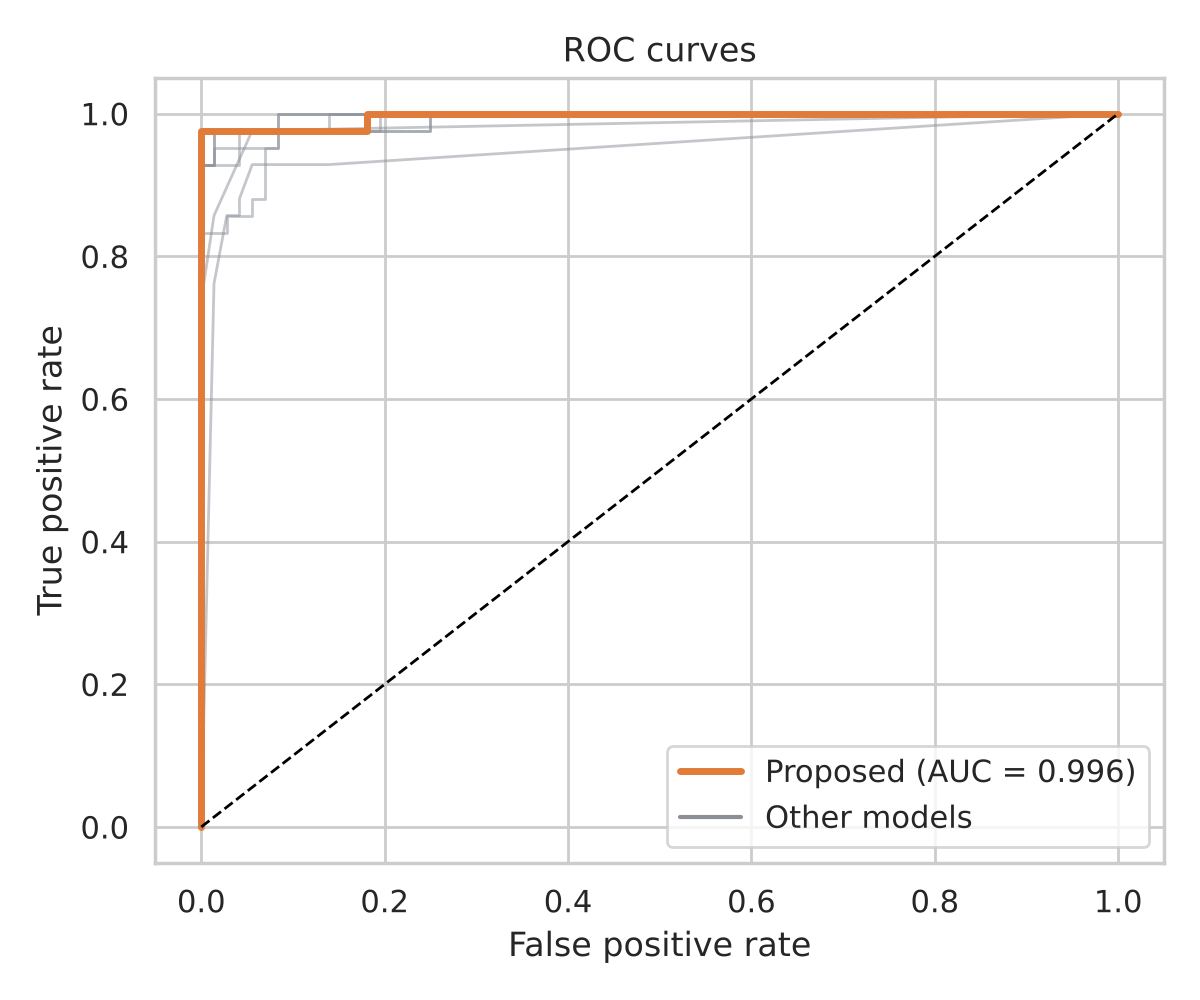 ROC curves
1.0
0.8
0.6
0.4
0.2
0.0
True positive rate
Proposed (AUC = 0.996)
Other models
0.0 0.2 0.4 0.6 0.8 1.0
False positive rate